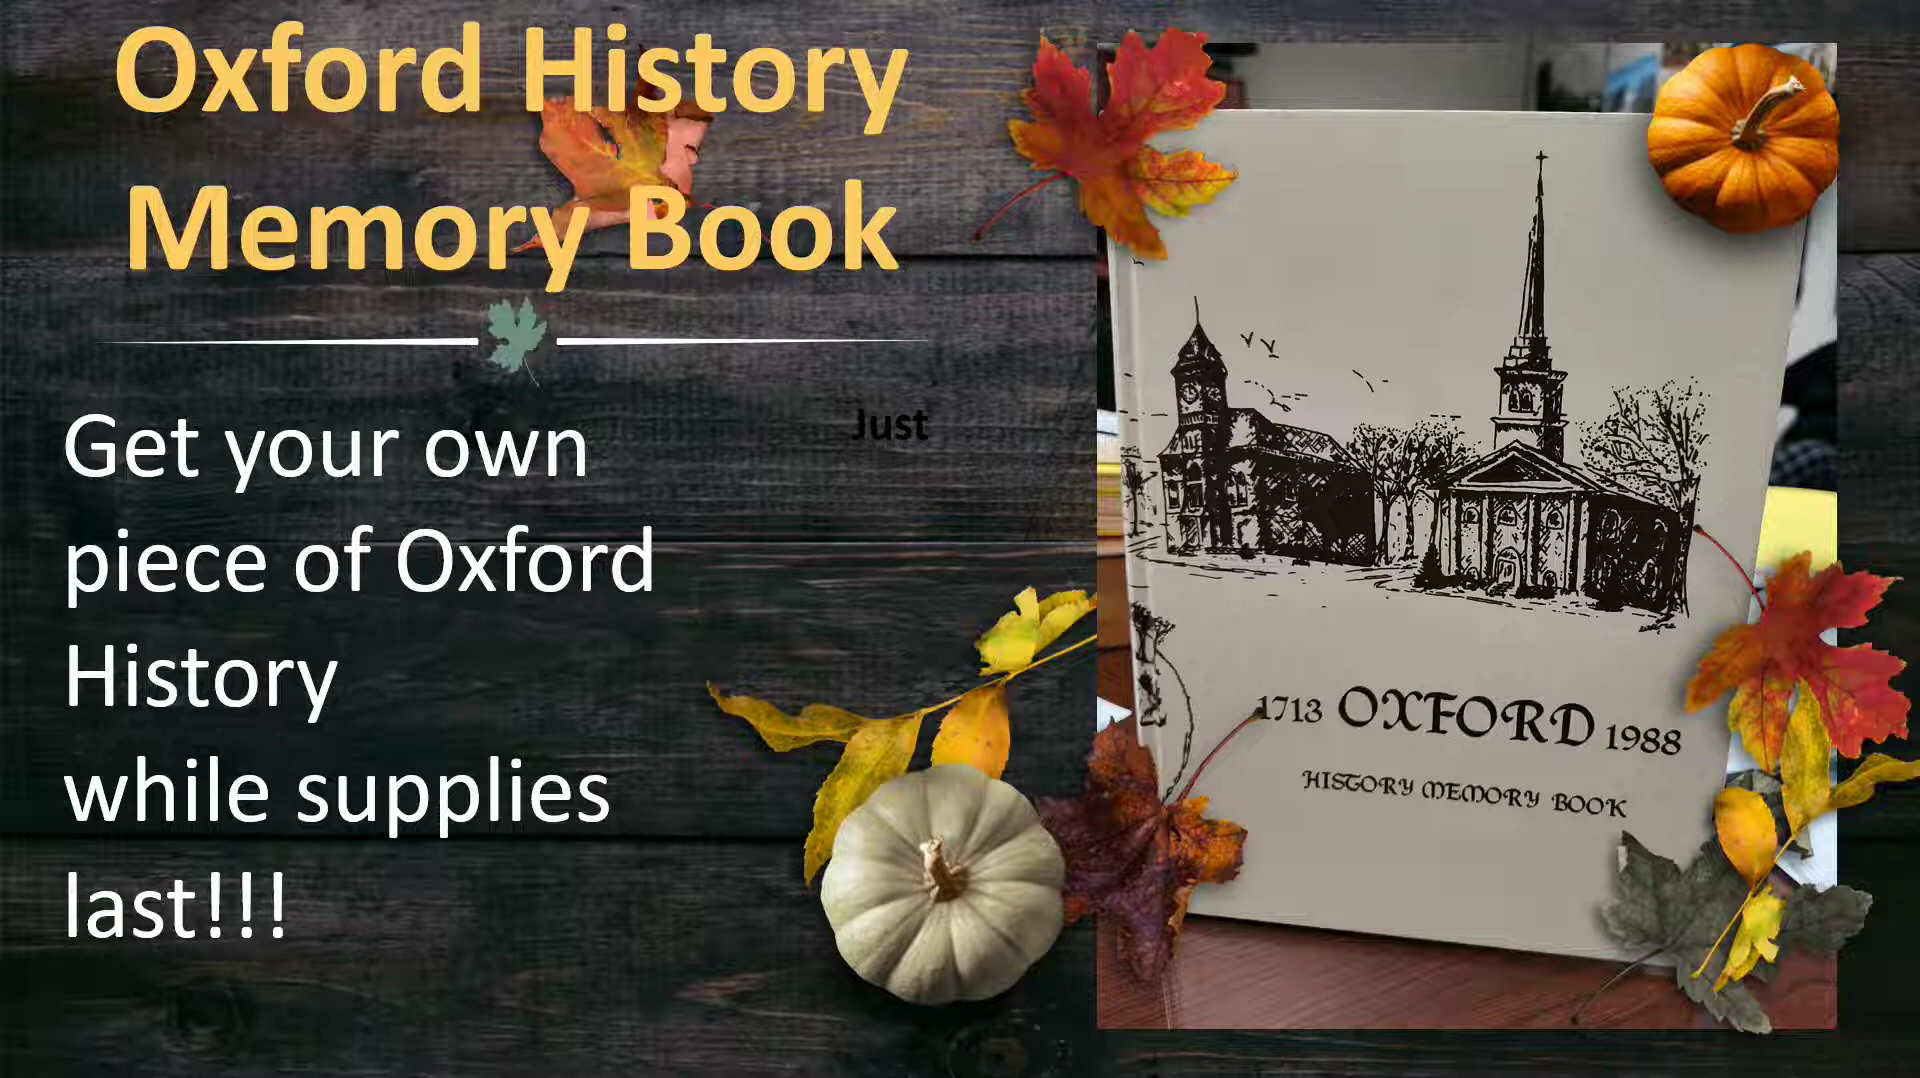 Oxford History
Memory Book
Just
Get your own
piece of Oxford
History
while supplies
last!!!
1713 OXFORD 1988
HISTORY MEMORY BOOK